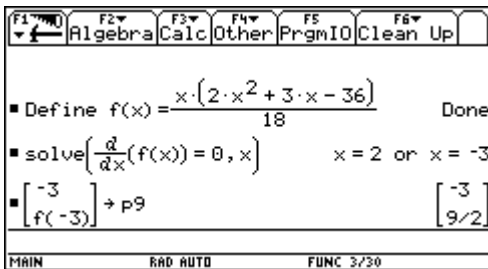 F1 F2 Algebra F3 Calc F4 Other F5 PrgmIO F6 Clean Up
▪ Define f(x) = x·(2·x² + 3·x − 36)/18 Done
▪ solve(d/dx(f(x)) = 0, x) x = 2 or x = -3
▪ [-3; f(-3)] → p9 [-3; 9/2]
MAIN RAD AUTO FUNC 3/30